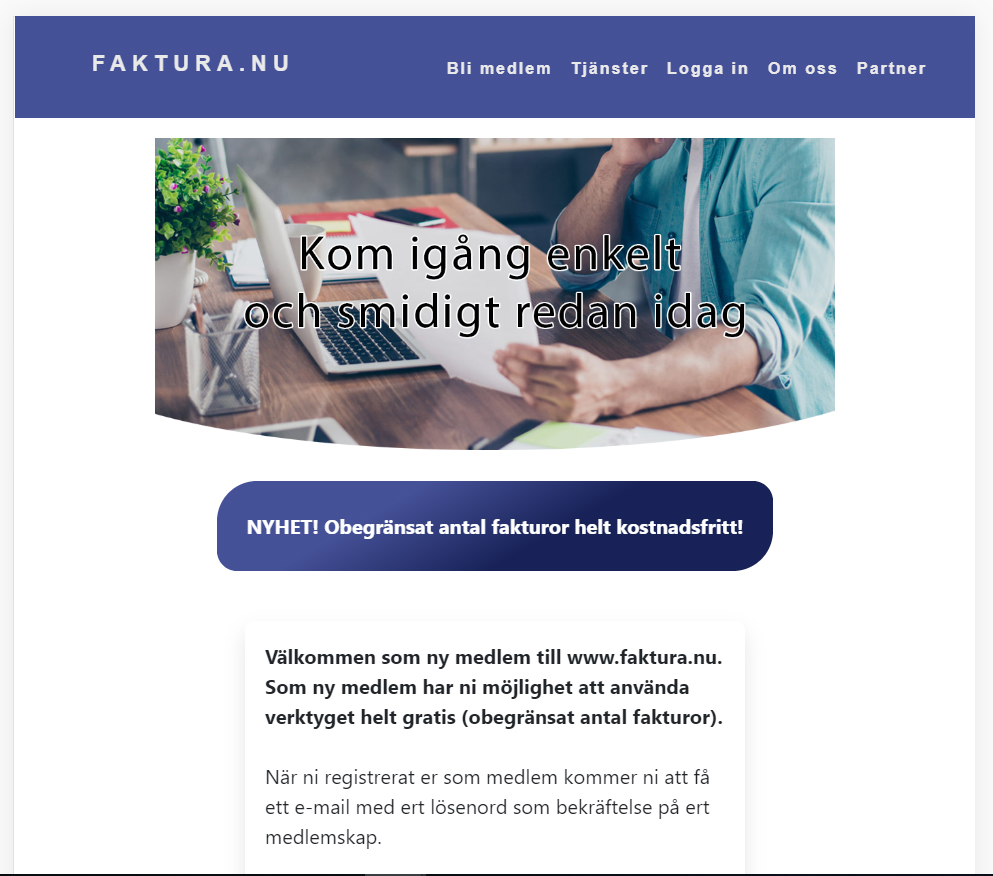 FAKTURA.NU
Bli medlem Tjänster Logga in Om oss Partner
Kom igång enkelt
och smidigt redan idag
NYHET! Obegränsat antal fakturor helt kostnadsfritt!
Välkommen som ny medlem till www.faktura.nu.
Som ny medlem har ni möjlighet att använda
verktyget helt gratis (obegränsat antal fakturor).
När ni registrerat er som medlem kommer ni att få
ett e-mail med ert lösenord som bekräftelse på ert
medlemskap.